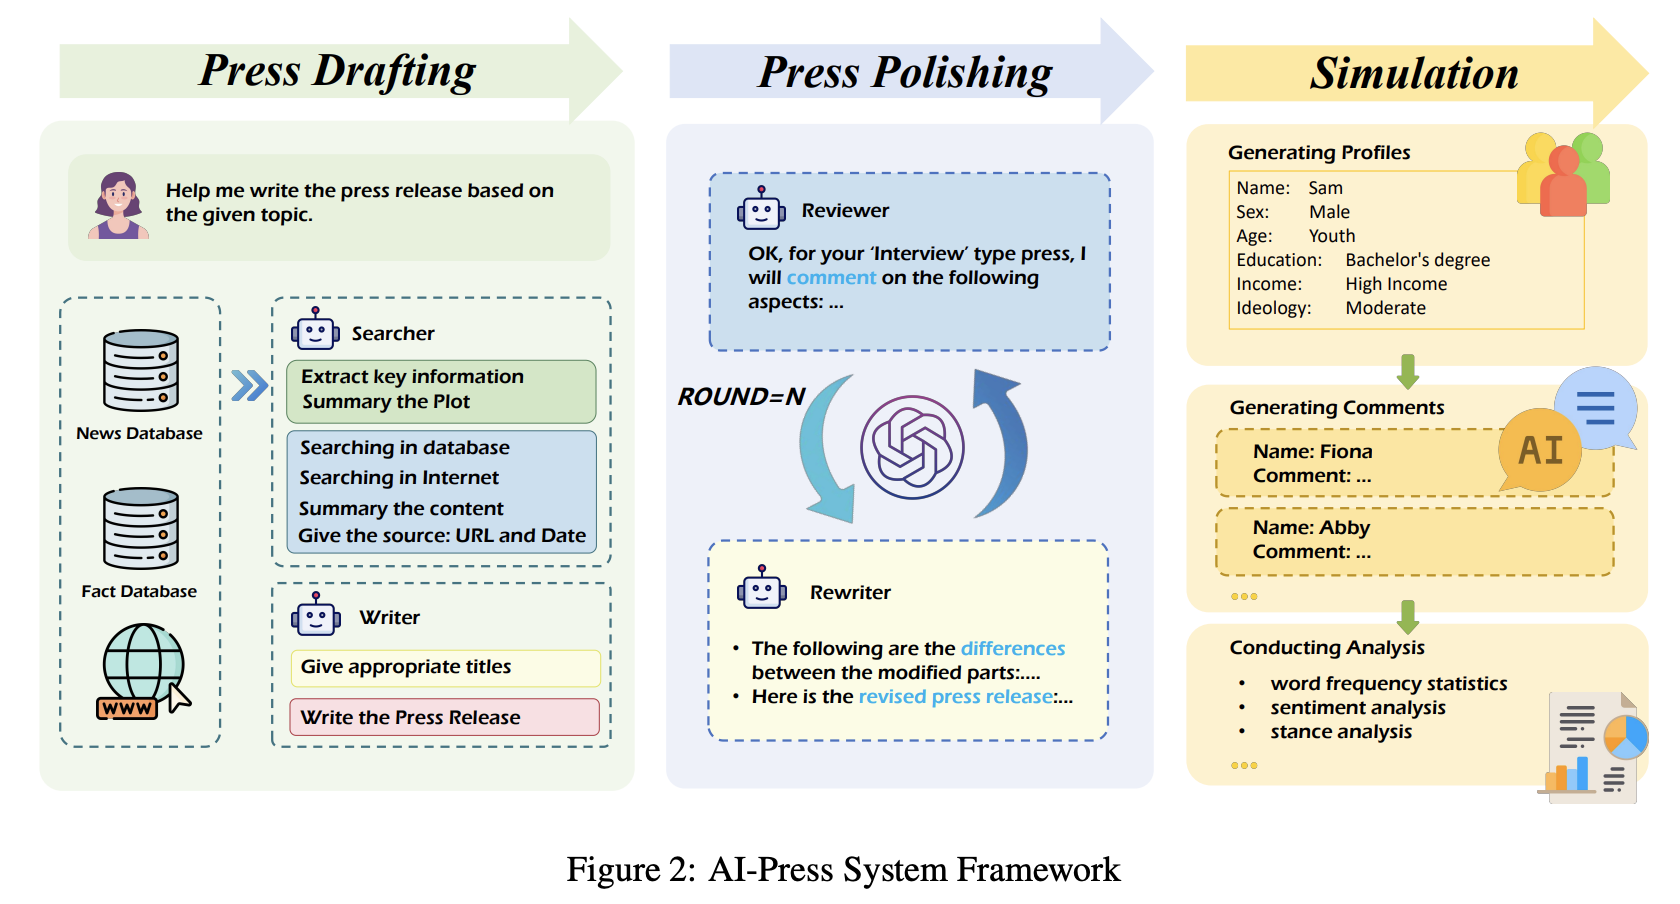 Press Drafting
Help me write the press release based on
the given topic.
News Database
Fact Database
WWW
Searcher
Extract key information
Summary the Plot
Searching in database
Searching in Internet
Summary the content
Give the source: URL and Date
Writer
Give appropriate titles
Write the Press Release
Press Polishing
Reviewer
OK, for your ‘Interview’ type press, I
will comment on the following
aspects: ...
ROUND=N
Rewriter
• The following are the differences
between the modified parts:....
• Here is the revised press release:...
Simulation
Generating Profiles
Name: Sam
Sex: Male
Age: Youth
Education: Bachelor's degree
Income: High Income
Ideology: Moderate
Generating Comments
AI
Name: Fiona
Comment: ...
Name: Abby
Comment: ...
Conducting Analysis
• word frequency statistics
• sentiment analysis
• stance analysis
Figure 2: AI-Press System Framework